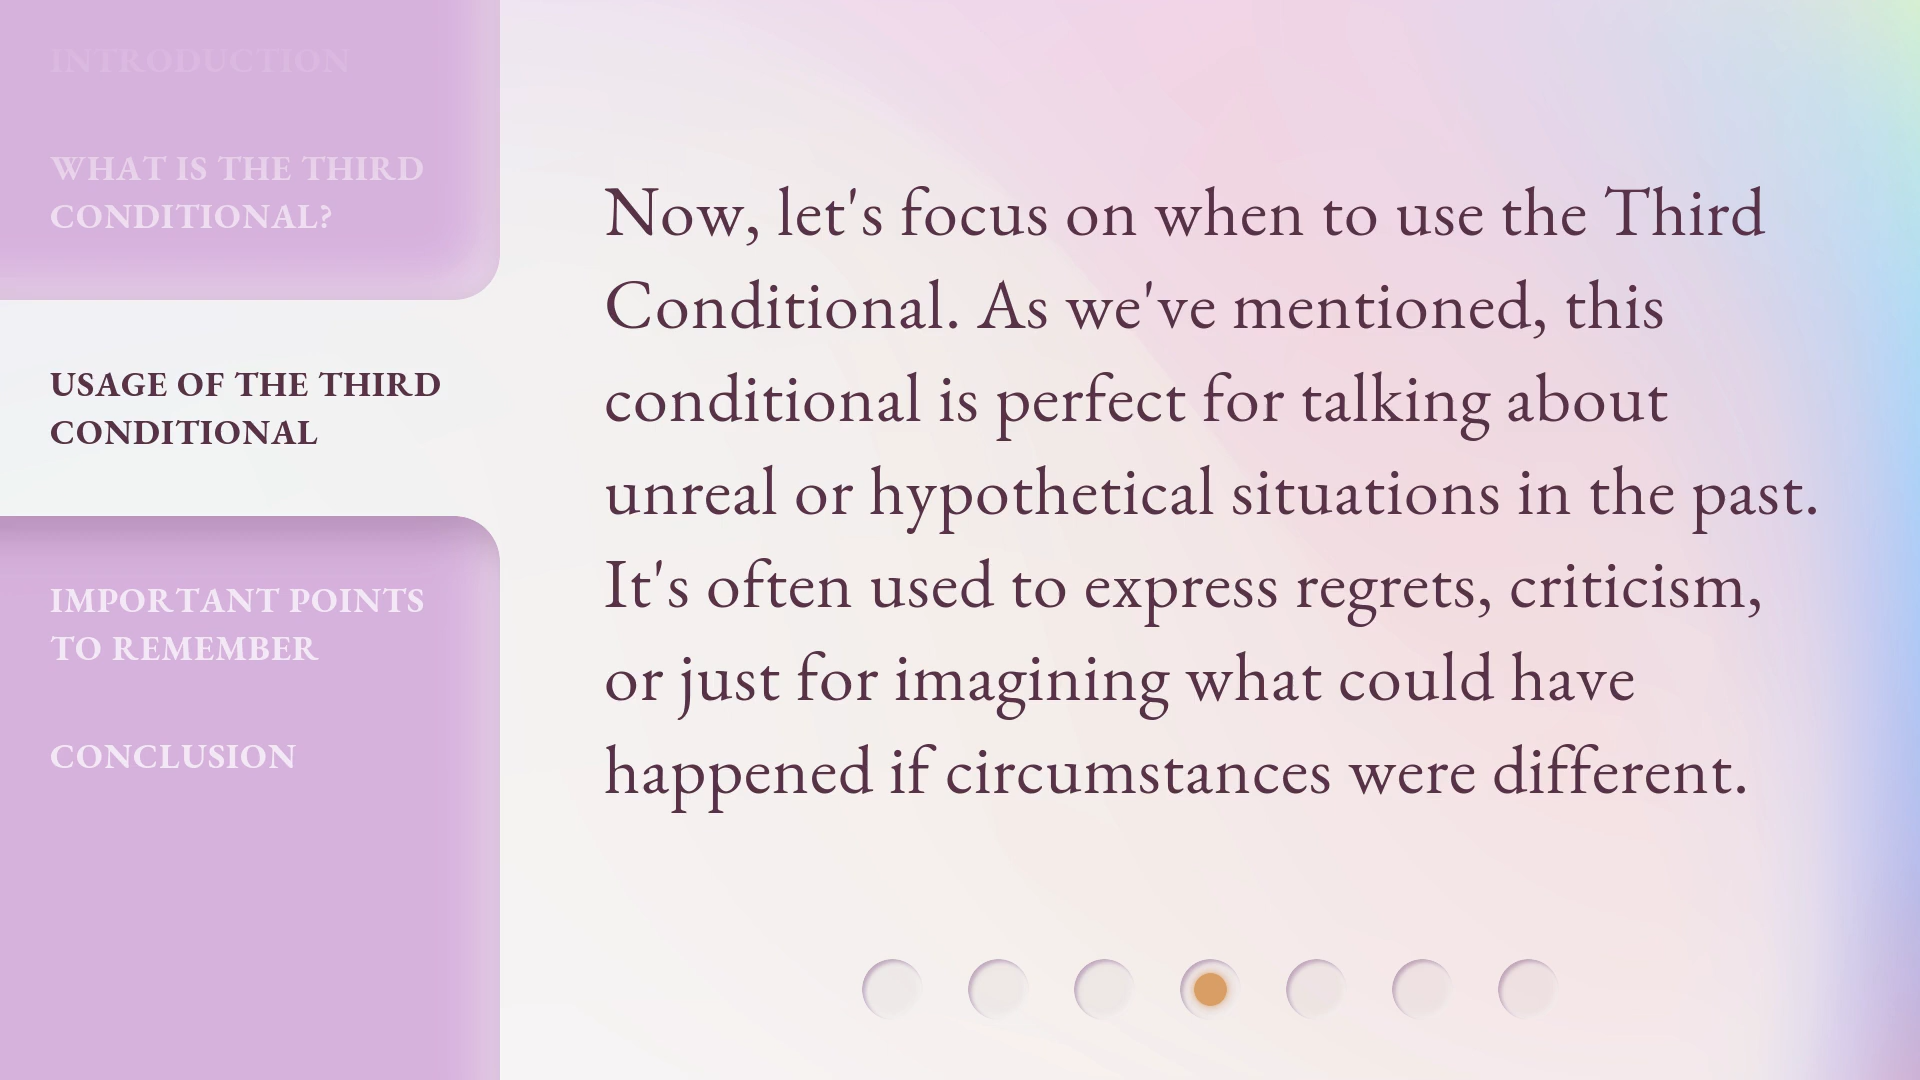 INTRODUCTION
WHAT IS THE THIRD
CONDITIONAL?
USAGE OF THE THIRD
CONDITIONAL
IMPORTANT POINTS
TO REMEMBER
CONCLUSION
Now, let's focus on when to use the Third
Conditional. As we've mentioned, this
conditional is perfect for talking about
unreal or hypothetical situations in the past.
It's often used to express regrets, criticism,
or just for imagining what could have
happened if circumstances were different.